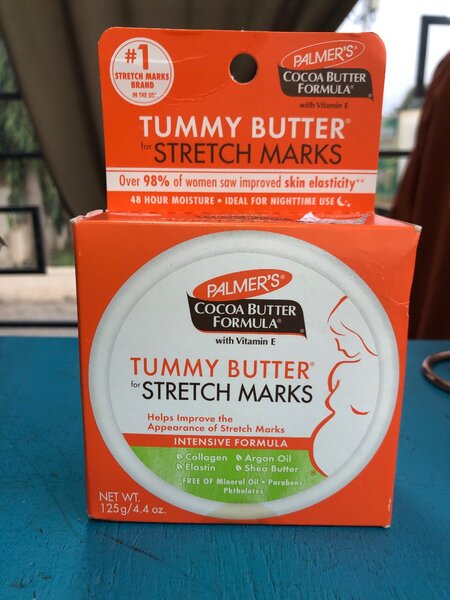 #1
STRETCH MARKS
BRAND
IN THE US*
PALMER'S®
COCOA BUTTER
FORMULA®
with Vitamin E
TUMMY BUTTER®
for STRETCH MARKS
Over 98% of women saw improved skin elasticity**
48 HOUR MOISTURE • IDEAL FOR NIGHTTIME USE
PALMER'S®
COCOA BUTTER
FORMULA®
with Vitamin E
TUMMY BUTTER®
for STRETCH MARKS
Helps Improve the
Appearance of Stretch Marks
INTENSIVE FORMULA
Collagen Argan Oil
Elastin Shea Butter
FREE OF Mineral Oil • Parabens
Phthalates
NET WT.
125g/4.4 oz.